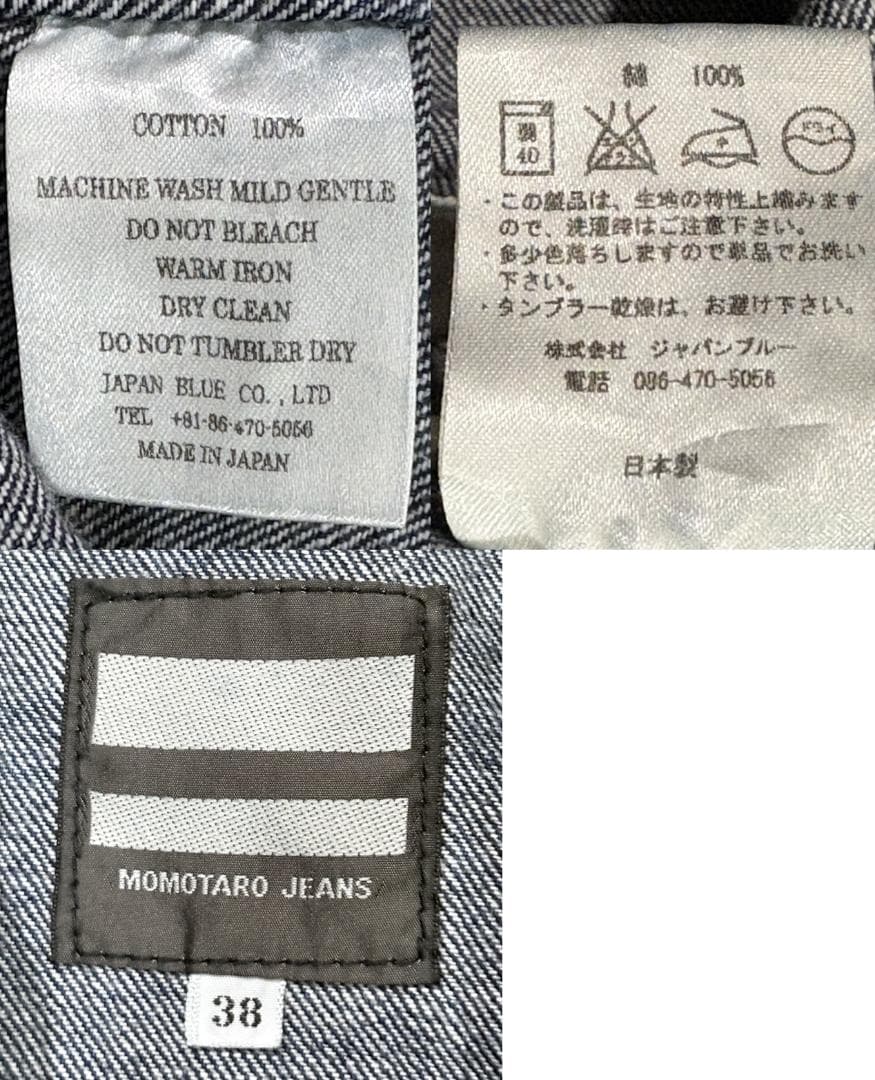 COTTON 100%
MACHINE WASH MILD GENTLE
DO NOT BLEACH
WARM IRON
DRY CLEAN
DO NOT TUMBLER DRY
JAPAN BLUE CO.,LTD
TEL +81-86-470-5056
MADE IN JAPAN
綿 100%
弱
40
ドライ
・この製品は、生地の特性上縮みます
ので、洗濯時はご注意下さい。
・多少色落ちしますので単品でお洗い
下さい。
・タンブラー乾燥は、お避け下さい。
株式会社 ジャパンブルー
電話 086-470-5056
日本製
MOMOTARO JEANS
38